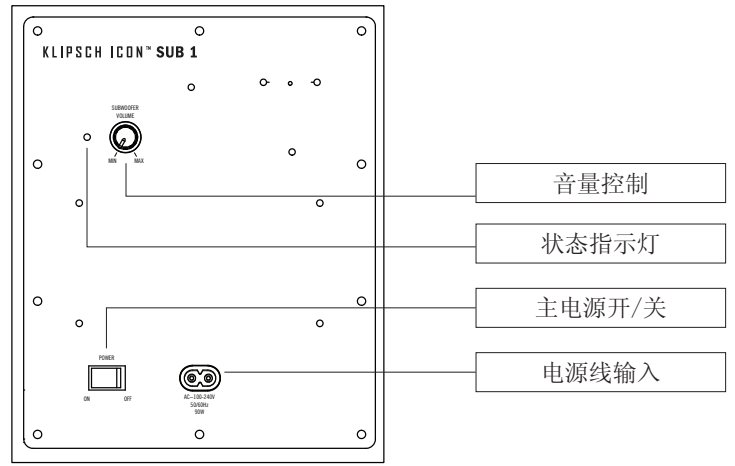 KLIPSCH ICON™ SUB 1
SUBWOOFER
VOLUME
MIN MAX
音量控制
状态指示灯
主电源开/关
电源线输入
POWER
ON OFF
AC~100-240V
50/60Hz
90W